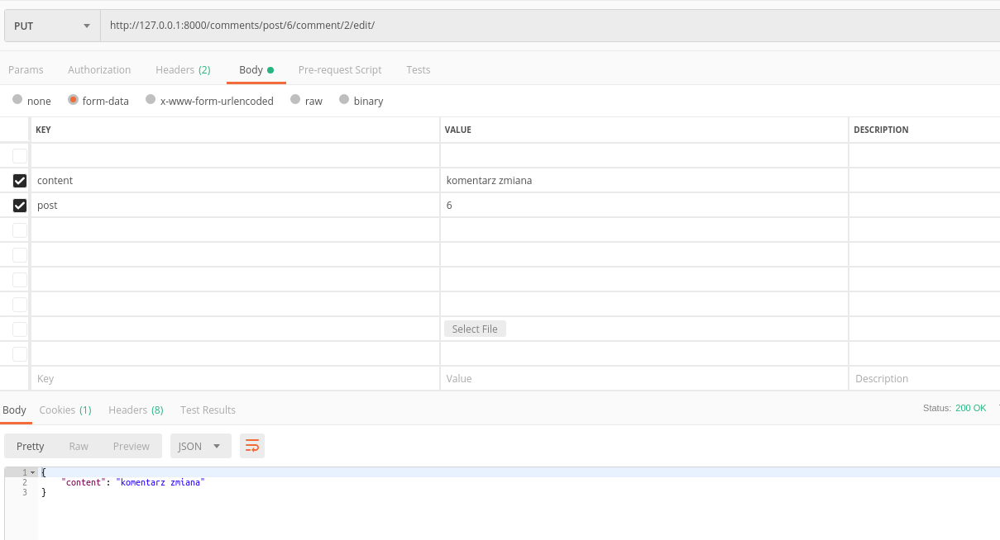 PUT http://127.0.0.1:8000/comments/post/6/comment/2/edit/
Params Authorization Headers (2) Body Pre-request Script Tests
none form-data x-www-form-urlencoded raw binary
KEY VALUE DESCRIPTION
content komentarz zmiana
post 6
Select File
Key Value Description
Body Cookies (1) Headers (8) Test Results Status: 200 OK
Pretty Raw Preview JSON
1 {
2 "content": "komentarz zmiana"
3 }